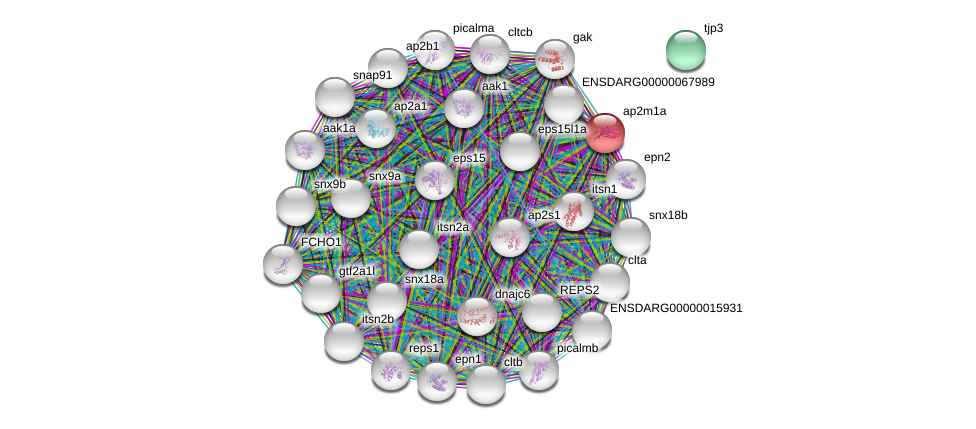 tjp3
picalma
cltcb
gak
ap2b1
snap91
ENSDARG00000067989
aak1
ap2a1
ap2m1a
aak1a
eps15l1a
epn2
eps15
snx9a
snx9b
itsn1
ap2s1
snx18b
itsn2a
FCHO1
clta
gtf2a1l
snx18a
dnajc6
REPS2
ENSDARG00000015931
itsn2b
reps1
picalmb
epn1
cltb